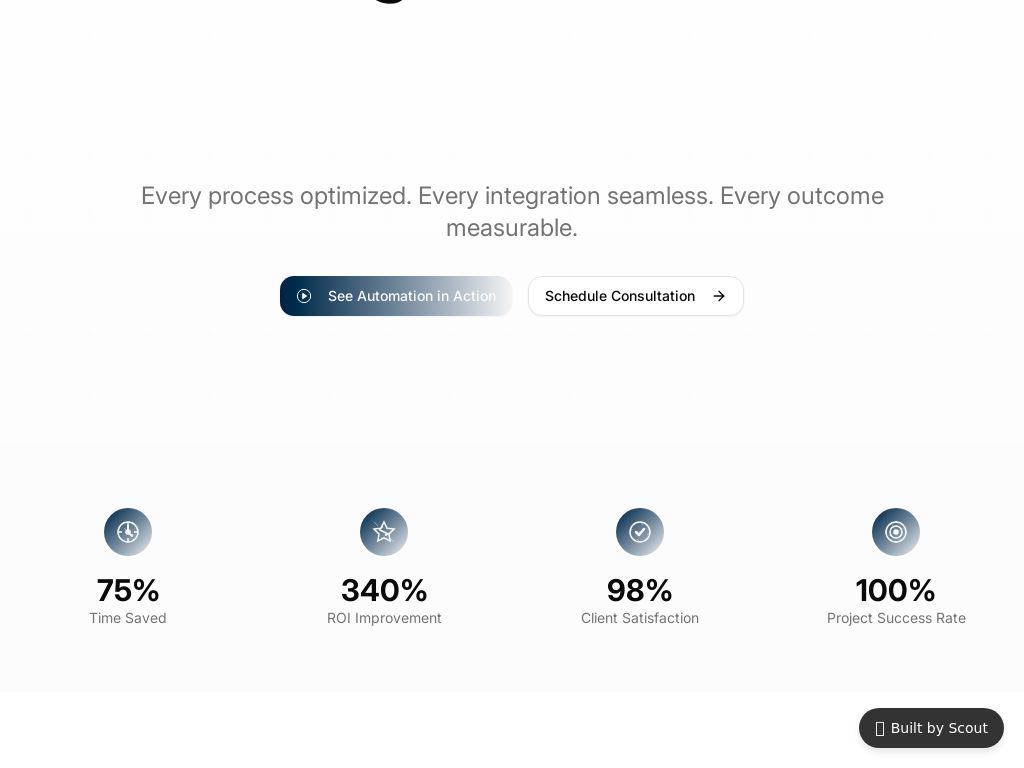 Every process optimized. Every integration seamless. Every outcome
measurable.
See Automation in Action
Schedule Consultation
75%
Time Saved
340%
ROI Improvement
98%
Client Satisfaction
100%
Project Success Rate
Built by Scout